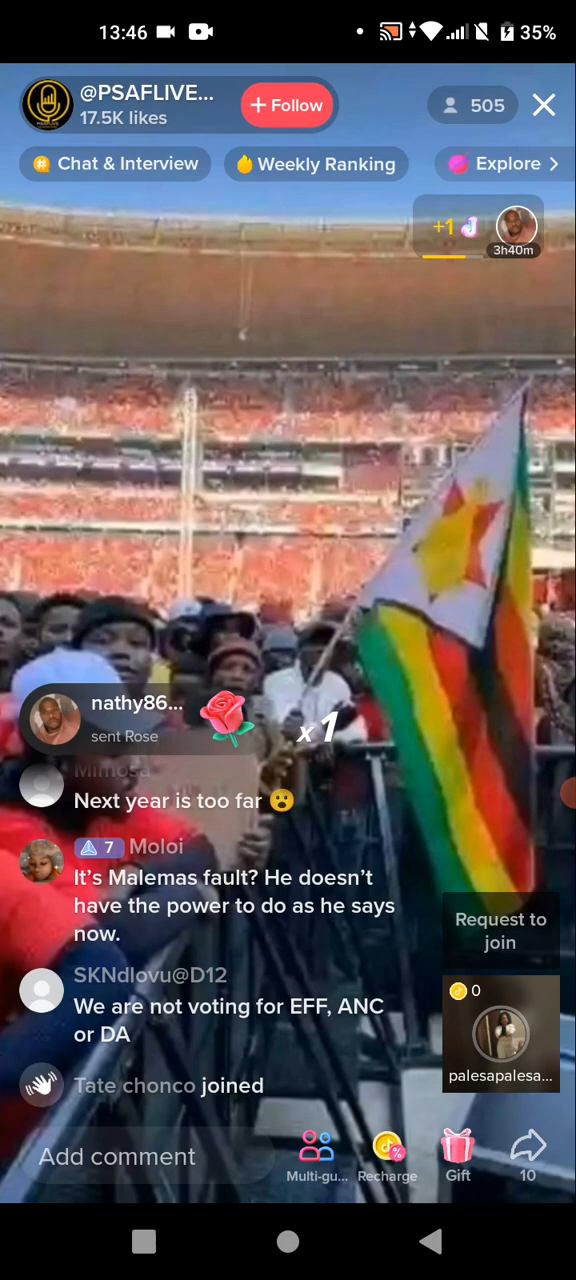 13:46
35%
@PSAFLIVE...
17.5K likes
+ Follow
505
Chat & Interview
Weekly Ranking
Explore >
+1
3h40m
nathy86...
sent Rose
x1
Mimosa
Next year is too far 😮
7 Moloi
It's Malemas fault? He doesn't
have the power to do as he says
now.
SKNdlovu@D12
We are not voting for EFF, ANC
or DA
Tate chonco joined
Request to
join
0
palesapalesa...
Add comment
Multi-gu...
Recharge
Gift
10